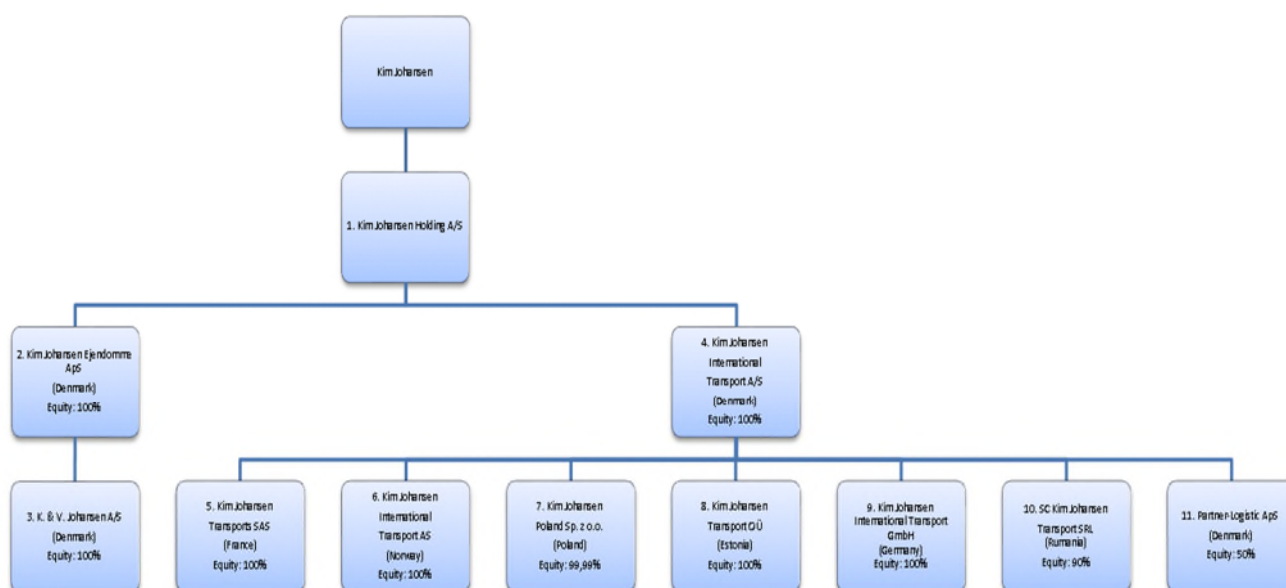 Kim Johansen
1. Kim Johansen Holding A/S
2. Kim Johansen Ejendomme
ApS
(Denmark)
Equity: 100%
4. Kim Johansen
International
Transport A/S
(Denmark)
Equity: 100%
3. K. & V. Johansen A/S
(Denmark)
Equity: 100%
5. Kim Johansen
Transports SAS
(France)
Equity: 100%
6. Kim Johansen
International
Transport AS
(Norway)
Equity: 100%
7. Kim Johansen
Poland Sp. z o.o.
(Poland)
Equity: 99,99%
8. Kim Johansen
Transport OÜ
(Estonia)
Equity: 100%
9. Kim Johansen
International Transport
GmbH
(Germany)
Equity: 100%
10. SC Kim Johansen
Transport SRL
(Rumania)
Equity: 90%
11. Partner-Logistic ApS
(Denmark)
Equity: 50%